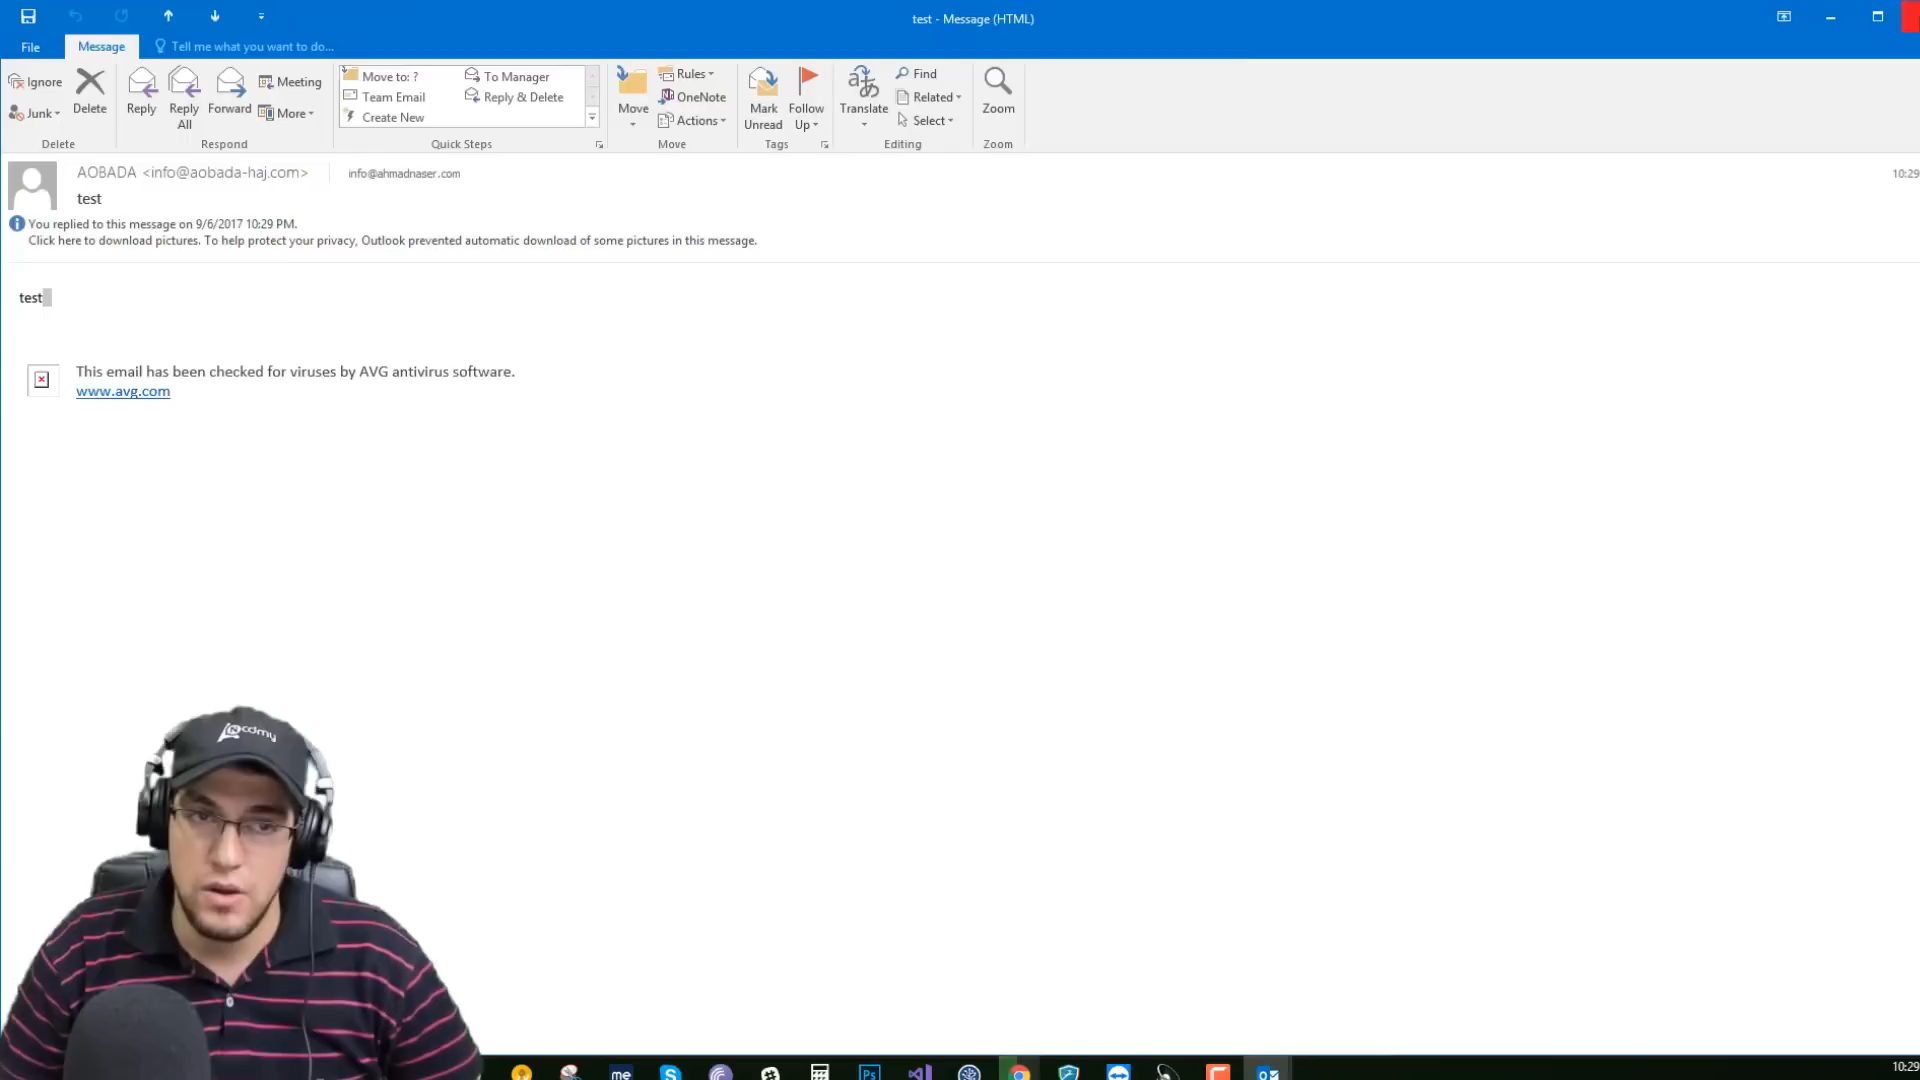 test - Message (HTML)
File
Message
Tell me what you want to do...
Ignore
Junk
Delete
Delete
Reply
Reply All
Forward
Meeting
More
Respond
Move to: ?
Team Email
Create New
To Manager
Reply & Delete
Quick Steps
Move
Rules
OneNote
Actions
Move
Mark Unread
Follow Up
Tags
Translate
Find
Related
Select
Editing
Zoom
Zoom
AOBADA <info@aobada-haj.com>
info@ahmadnaser.com
10:29
test
You replied to this message on 9/6/2017 10:29 PM.
Click here to download pictures. To help protect your privacy, Outlook prevented automatic download of some pictures in this message.
test
This email has been checked for viruses by AVG antivirus software.
www.avg.com
me
Ps
10:29